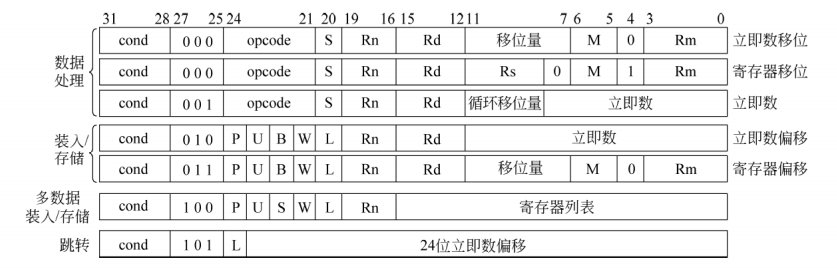 31 28 27 25 24 21 20 19 16 15 12 11 7 6 5 4 3 0
cond 0 0 0 opcode S Rn Rd 移位量 M 0 Rm 立即数移位
数据处理 cond 0 0 0 opcode S Rn Rd Rs 0 M 1 Rm 寄存器移位
cond 0 0 1 opcode S Rn Rd 循环移位量 立即数 立即数
装入/存储 cond 0 1 0 P U B W L Rn Rd 立即数 立即数偏移
cond 0 1 1 P U B W L Rn Rd 移位量 M 0 Rm 寄存器偏移
多数据装入/存储 cond 1 0 0 P U S W L Rn 寄存器列表
跳转 cond 1 0 1 L 24位立即数偏移